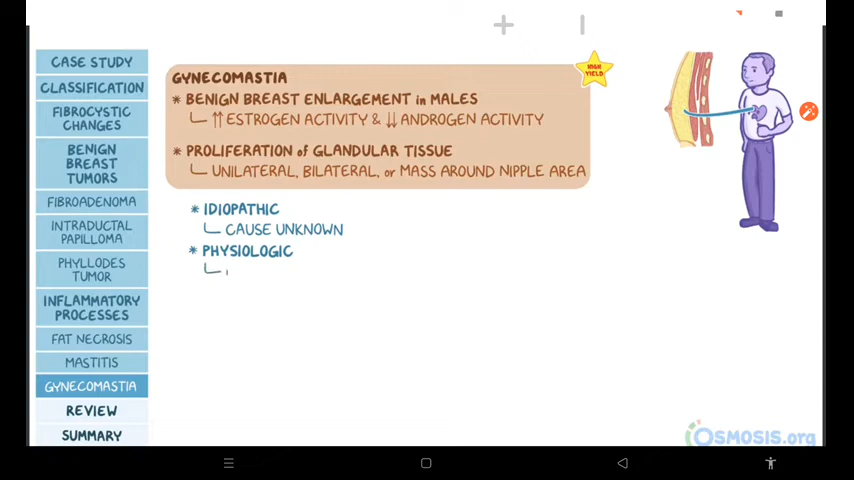 CASE STUDY
CLASSIFICATION
FIBROCYSTIC
CHANGES
BENIGN
BREAST
TUMORS
FIBROADENOMA
INTRADUCTAL
PAPILLOMA
PHYLLODES
TUMOR
INFLAMMATORY
PROCESSES
FAT NECROSIS
MASTITIS
GYNECOMASTIA
REVIEW
SUMMARY
GYNECOMASTIA
* BENIGN BREAST ENLARGEMENT in MALES
↑↑ ESTROGEN ACTIVITY & ↓↓ ANDROGEN ACTIVITY
* PROLIFERATION of GLANDULAR TISSUE
UNILATERAL, BILATERAL, or MASS AROUND NIPPLE AREA
HIGH
YIELD
* IDIOPATHIC
CAUSE UNKNOWN
* PHYSIOLOGIC
OSMOSIS.org